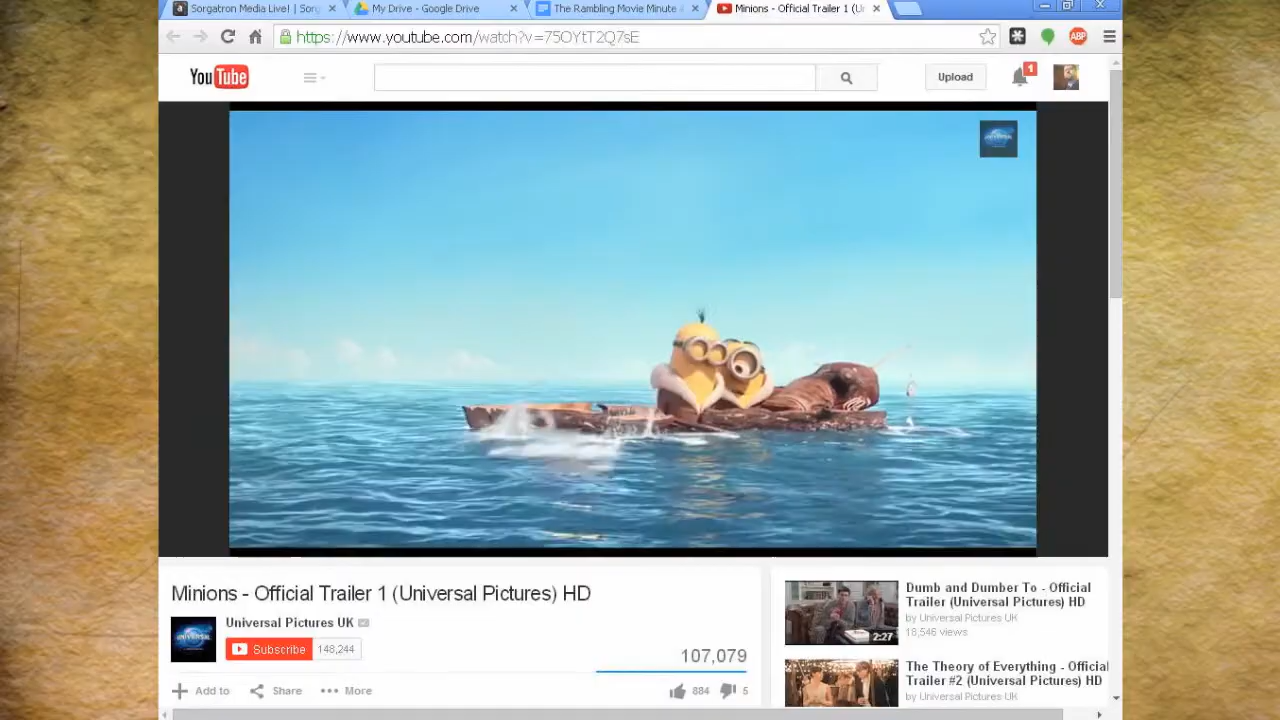 Sorgatron Media Live! | Sorg
My Drive - Google Drive
The Rambling Movie Minute
Minions - Official Trailer 1 (Ur
https://www.youtube.com/watch?v=75OYtT2Q7sE
ABP
YouTube
Upload
1
UNIVERSAL
Minions - Official Trailer 1 (Universal Pictures) HD
Universal Pictures UK
Subscribe 148,244
107,079
Add to Share More 884 5
Dumb and Dumber To - Official
Trailer (Universal Pictures) HD
by Universal Pictures UK
18,546 views
2:27
The Theory of Everything - Official
Trailer #2 (Universal Pictures) HD
by Universal Pictures UK